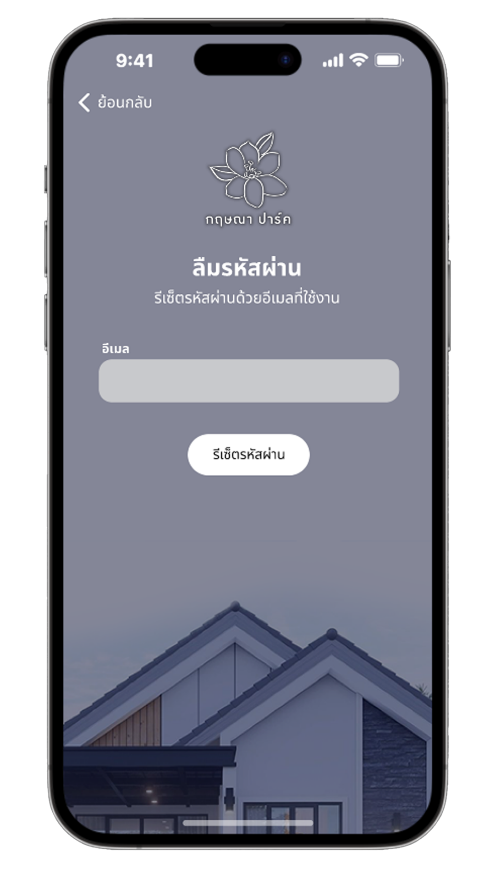 9:41
ย้อนกลับ
กฤษณา ปาร์ค
ลืมรหัสผ่าน
รีเซ็ตรหัสผ่านด้วยอีเมลที่ใช้งาน
อีเมล
รีเซ็ตรหัสผ่าน